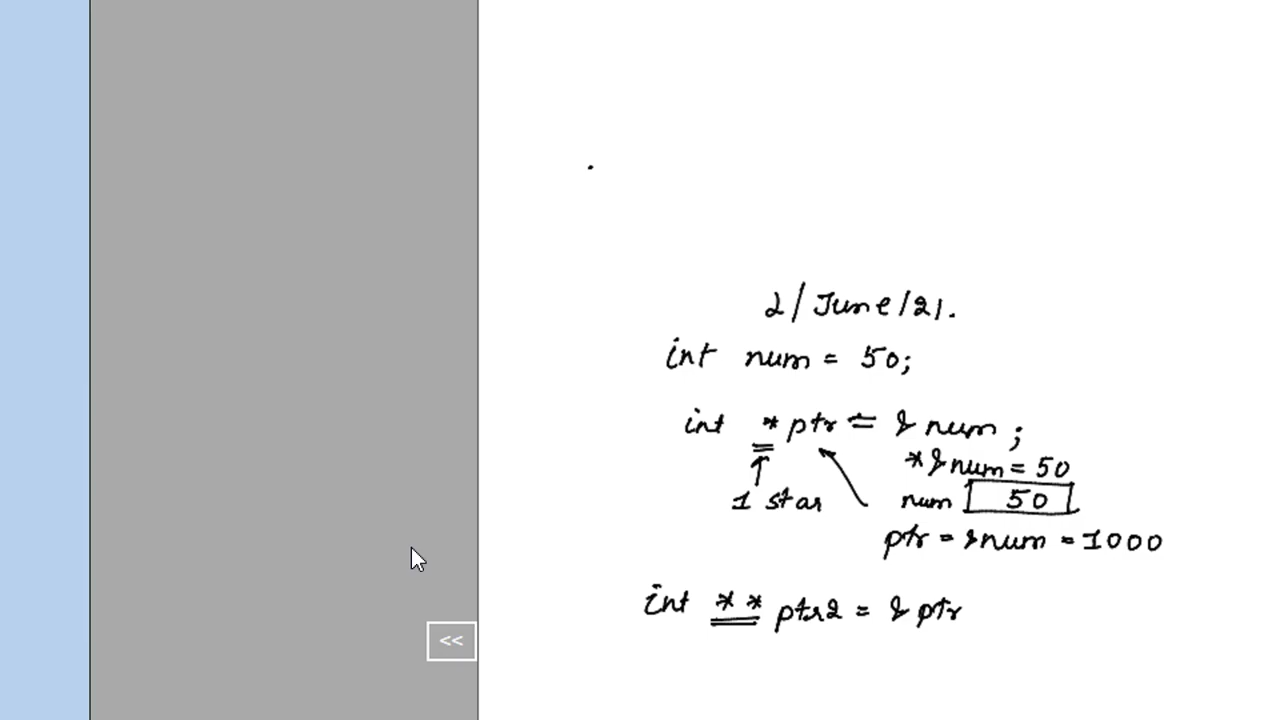 2/June/21.
int num = 50;
int *ptr = &num;
*&num = 50
1 star
num 50
ptr = &num = 1000
int **ptr2 = &ptr
<<